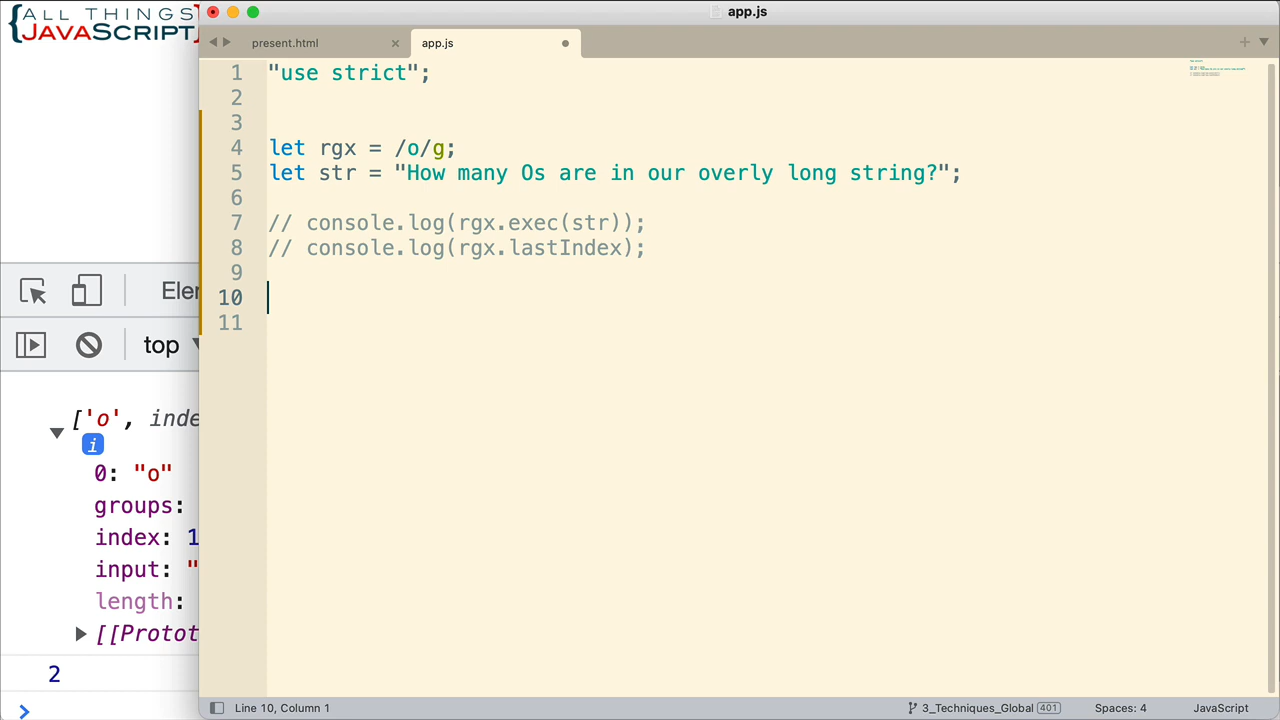 {ALL THINGS
JAVASCRIPT,
app.js
present.html
app.js
1 "use strict";
2
3
4 let rgx = /o/g;
5 let str = "How many Os are in our overly long string?";
6
7 // console.log(rgx.exec(str));
8 // console.log(rgx.lastIndex);
9
10
11
Ele
top
['o', inde
i
0: "o"
groups:
index: 1
input: "
length:
[[Protot
2
Line 10, Column 1
3_Techniques_Global 401
Spaces: 4
JavaScript